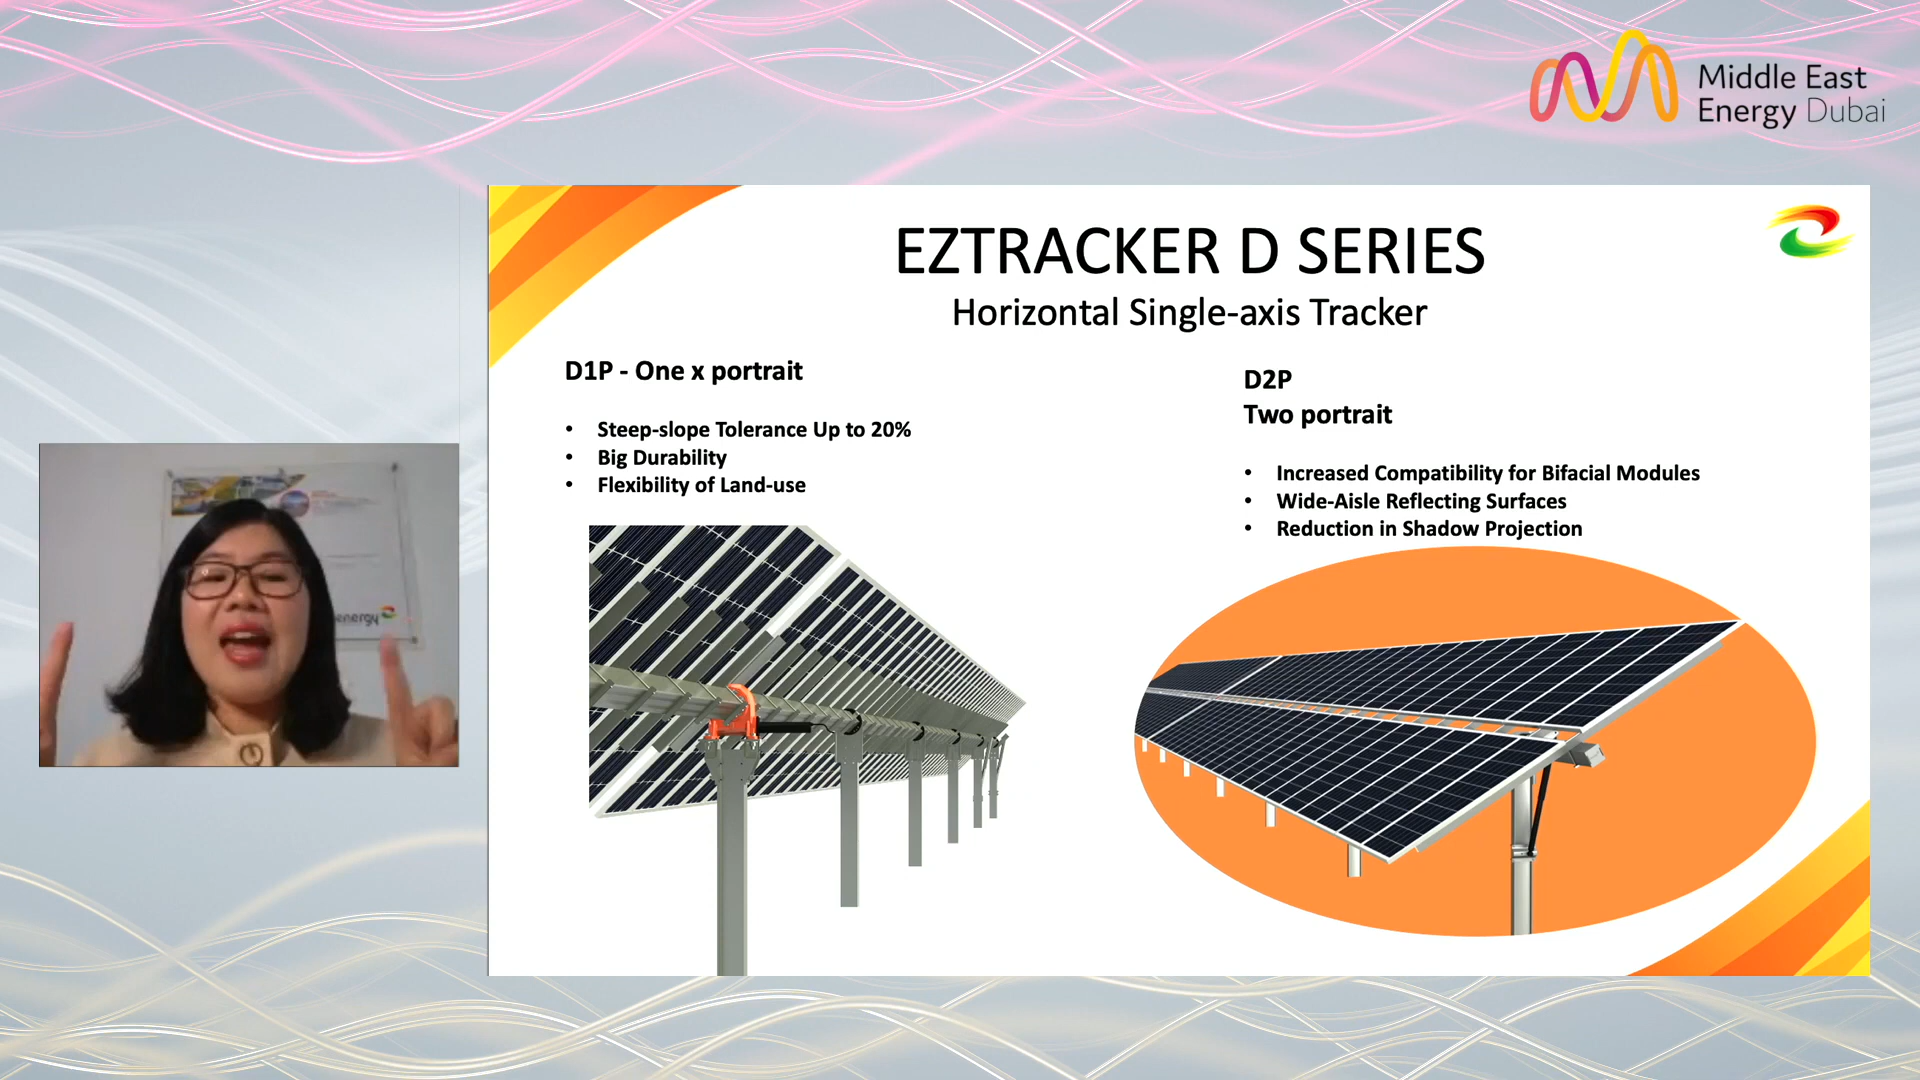 Middle East
Energy Dubai
EZTRACKER D SERIES
Horizontal Single-axis Tracker
D1P - One x portrait
• Steep-slope Tolerance Up to 20%
• Big Durability
• Flexibility of Land-use
D2P
Two portrait
• Increased Compatibility for Bifacial Modules
• Wide-Aisle Reflecting Surfaces
• Reduction in Shadow Projection
energy